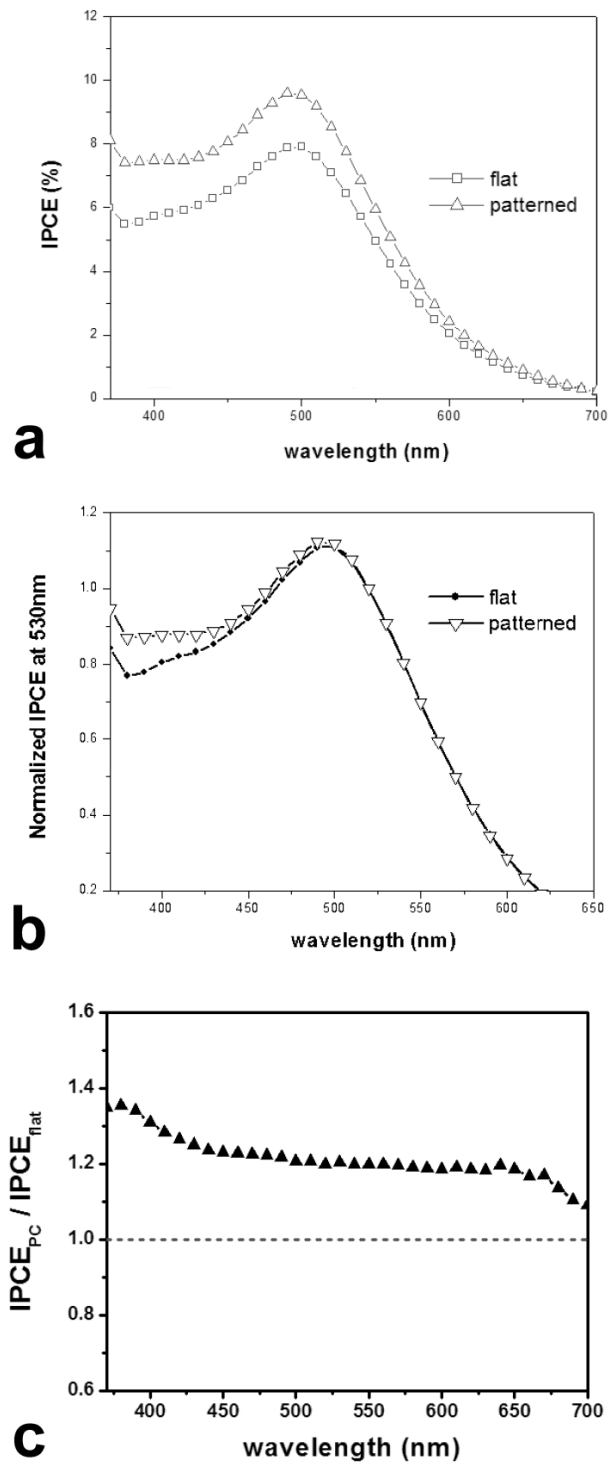 12
10
8
6
4
2
0
IPCE (%)
flat
patterned
400
500
600
700
wavelength (nm)
a
1.2
1.0
0.8
0.6
0.4
0.2
Normalized IPCE at 530nm
flat
patterned
400
450
500
550
600
650
wavelength (nm)
b
1.6
1.4
1.2
1.0
0.8
0.6
IPCE_PC / IPCE_flat
400
450
500
550
600
650
700
wavelength (nm)
c